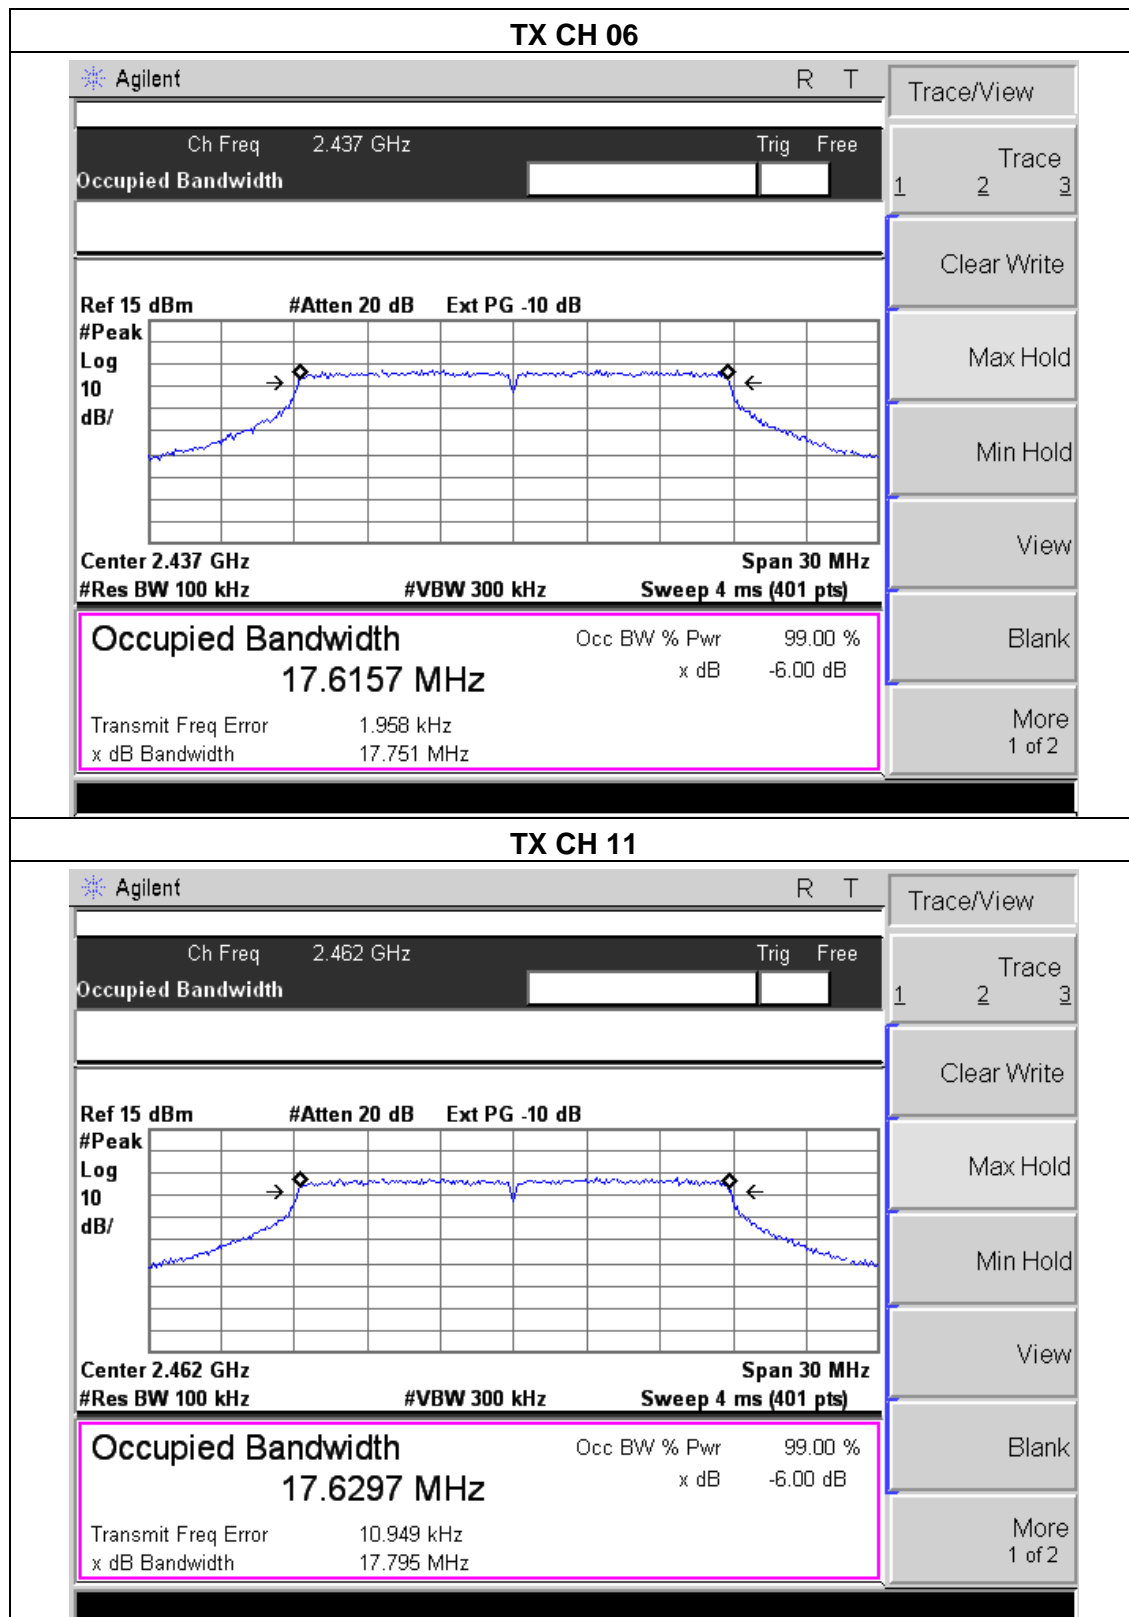 TX CH 06
Agilent R T
Trace/View
Ch Freq 2.437 GHz Trig Free
Occupied Bandwidth
Trace
1 2 3
Clear Write
Ref 15 dBm #Atten 20 dB Ext PG -10 dB
#Peak
Log
10
dB/
Max Hold
Min Hold
View
Center 2.437 GHz Span 30 MHz
#Res BW 100 kHz #VBW 300 kHz Sweep 4 ms (401 pts)
Occupied Bandwidth Occ BW % Pwr 99.00 %
17.6157 MHz x dB -6.00 dB
Blank
Transmit Freq Error 1.958 kHz
x dB Bandwidth 17.751 MHz
More
1 of 2
TX CH 11
Agilent R T
Trace/View
Ch Freq 2.462 GHz Trig Free
Occupied Bandwidth
Trace
1 2 3
Clear Write
Ref 15 dBm #Atten 20 dB Ext PG -10 dB
#Peak
Log
10
dB/
Max Hold
Min Hold
View
Center 2.462 GHz Span 30 MHz
#Res BW 100 kHz #VBW 300 kHz Sweep 4 ms (401 pts)
Occupied Bandwidth Occ BW % Pwr 99.00 %
17.6297 MHz x dB -6.00 dB
Blank
Transmit Freq Error 10.949 kHz
x dB Bandwidth 17.795 MHz
More
1 of 2